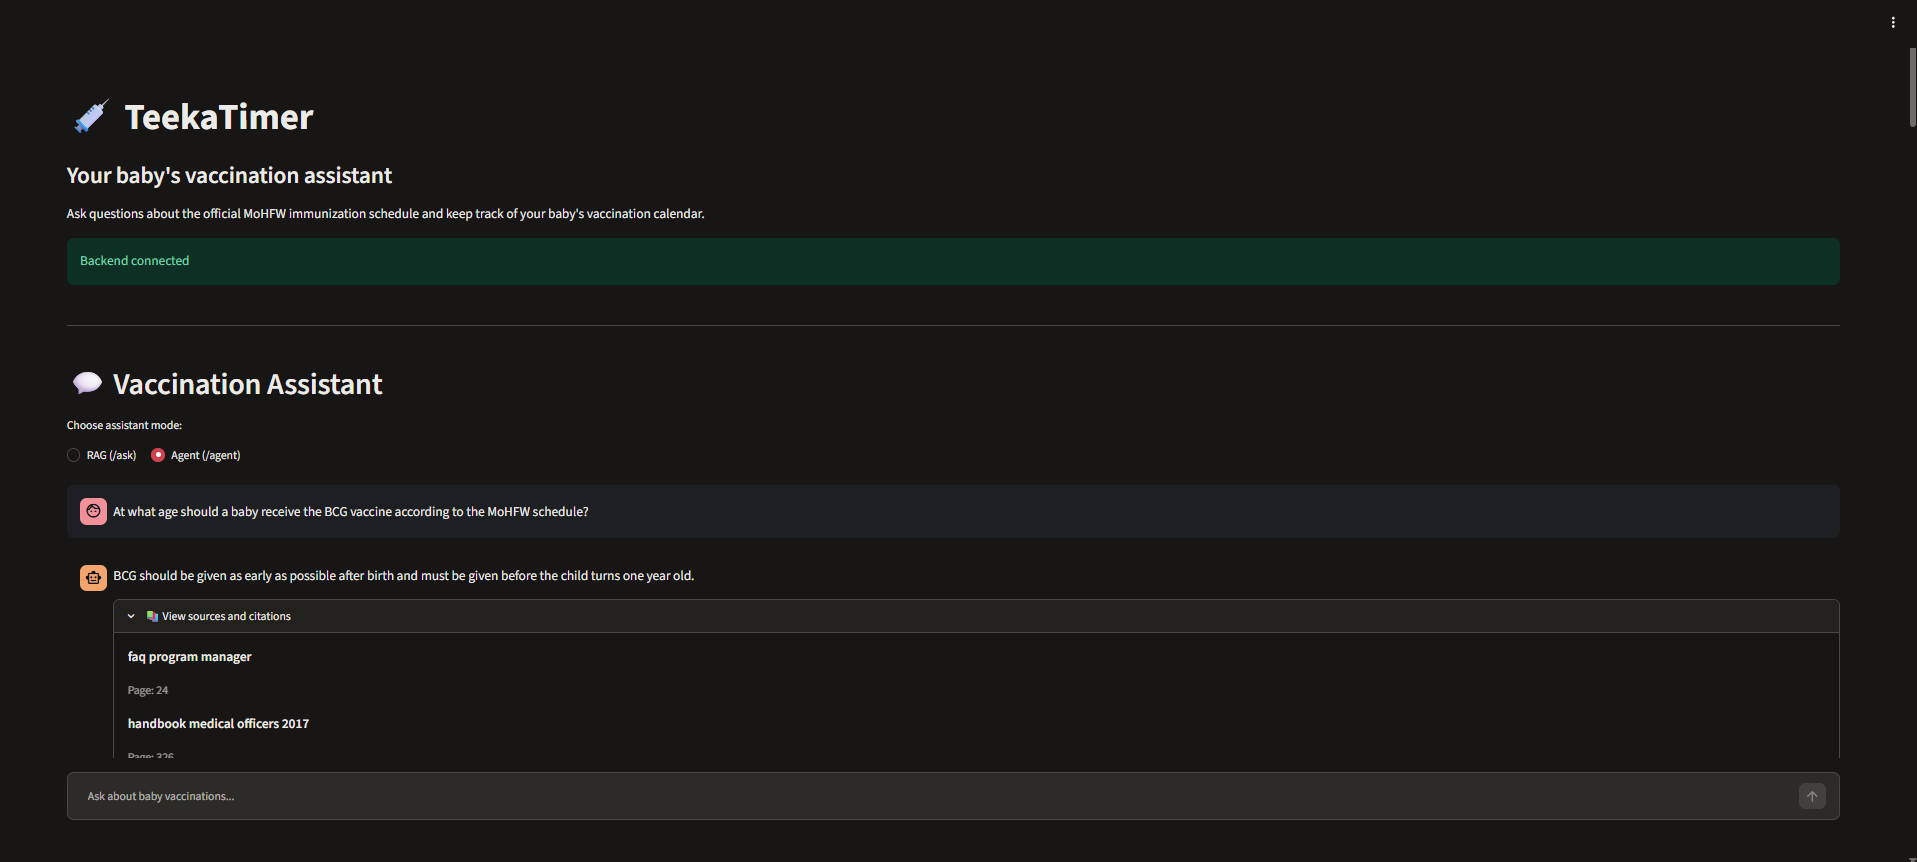 TeekaTimer
Your baby's vaccination assistant
Ask questions about the official MoHFW immunization schedule and keep track of your baby's vaccination calendar.
Backend connected
Vaccination Assistant
Choose assistant mode:
RAG (/ask) Agent (/agent)
At what age should a baby receive the BCG vaccine according to the MoHFW schedule?
BCG should be given as early as possible after birth and must be given before the child turns one year old.
View sources and citations
faq program manager
Page: 24
handbook medical officers 2017
Page: 326
Ask about baby vaccinations...